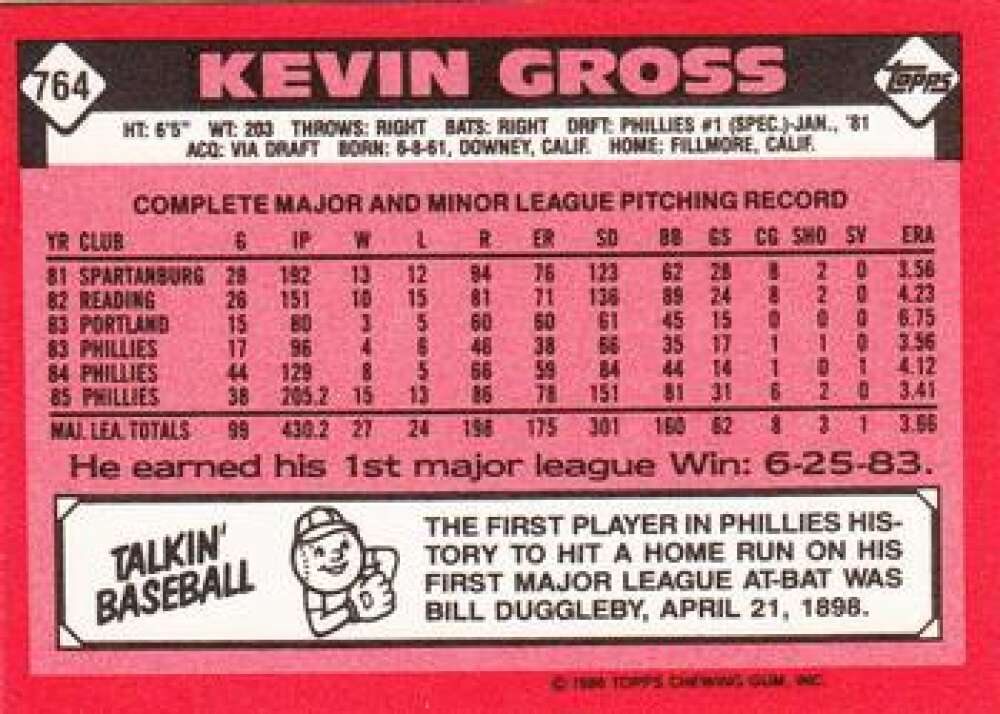 764
KEVIN GROSS
TOPPS
HT: 6'5" WT: 203 THROWS: RIGHT BATS: RIGHT DRFT: PHILLIES #1 (SPEC.)-JAN., '81
ACQ: VIA DRAFT BORN: 6-8-61, DOWNEY, CALIF. HOME: FILLMORE, CALIF.
COMPLETE MAJOR AND MINOR LEAGUE PITCHING RECORD
YR CLUB G IP W L R ER SO BB GS CG SHO SV ERA
81 SPARTANBURG 28 192 13 12 94 76 123 62 28 8 2 0 3.56
82 READING 26 151 10 15 81 71 136 89 24 8 2 0 4.23
83 PORTLAND 15 80 3 5 60 60 61 45 15 0 0 0 6.75
83 PHILLIES 17 96 4 6 46 38 66 35 17 1 1 0 3.56
84 PHILLIES 44 129 8 5 66 59 84 44 14 1 0 1 4.12
85 PHILLIES 38 205.2 15 13 86 78 151 81 31 6 2 0 3.41
MAJ. LEA. TOTALS 99 430.2 27 24 198 175 301 160 62 8 3 1 3.66
He earned his 1st major league Win: 6-25-83.
TALKIN'
BASEBALL
THE FIRST PLAYER IN PHILLIES HIS-
TORY TO HIT A HOME RUN ON HIS
FIRST MAJOR LEAGUE AT-BAT WAS
BILL DUGGLEBY, APRIL 21, 1898.
© 1986 TOPPS CHEWING GUM, INC.